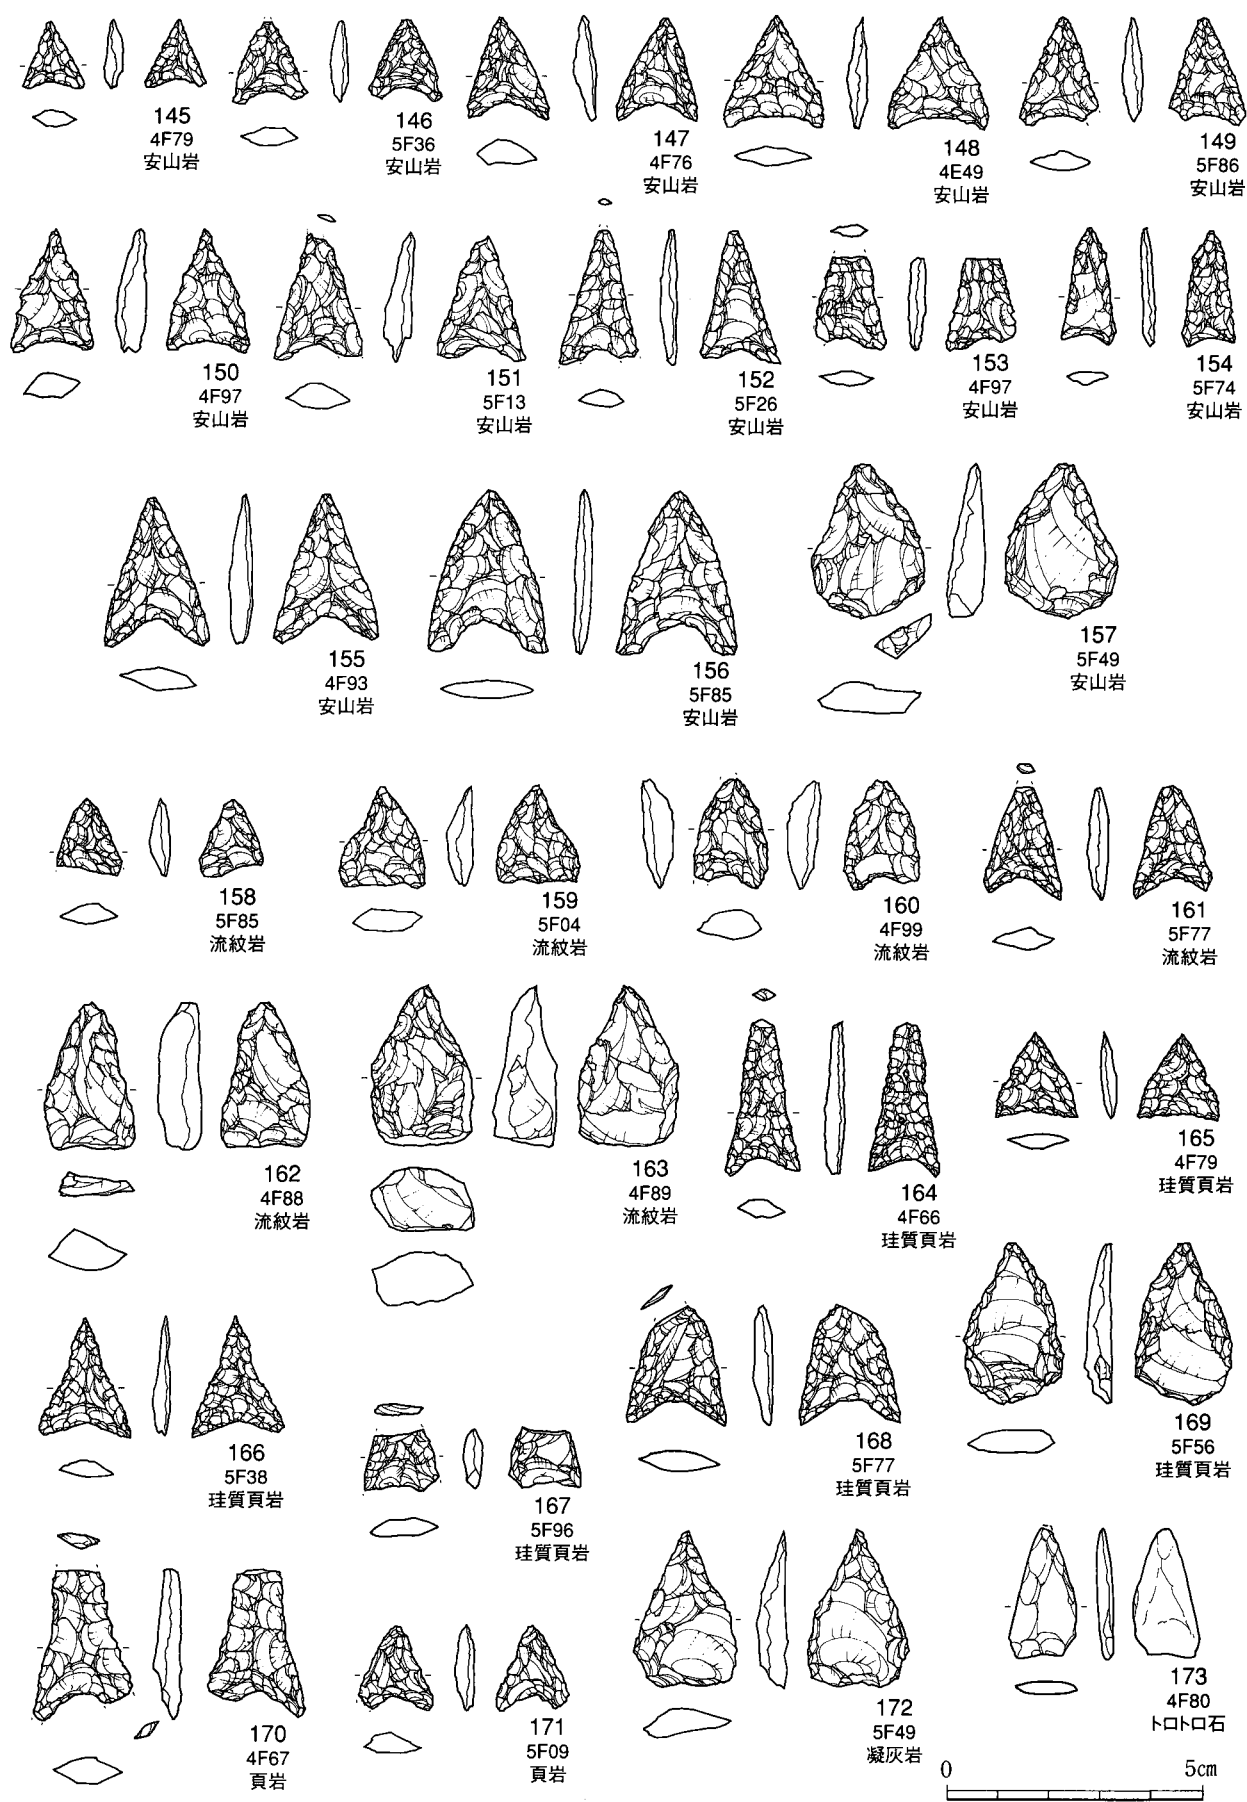 145
4F79
安山岩
146
5F36
安山岩
147
4F76
安山岩
148
4E49
安山岩
149
5F86
安山岩
150
4F97
安山岩
151
5F13
安山岩
152
5F26
安山岩
153
4F97
安山岩
154
5F74
安山岩
155
4F93
安山岩
156
5F85
安山岩
157
5F49
安山岩
158
5F85
流紋岩
159
5F04
流紋岩
160
4F99
流紋岩
161
5F77
流紋岩
162
4F88
流紋岩
163
4F89
流紋岩
164
4F66
珪質頁岩
165
4F79
珪質頁岩
166
5F38
珪質頁岩
167
5F96
珪質頁岩
168
5F77
珪質頁岩
169
5F56
珪質頁岩
170
4F67
頁岩
171
5F09
頁岩
172
5F49
凝灰岩
173
4F80
トロトロ石
0 5cm